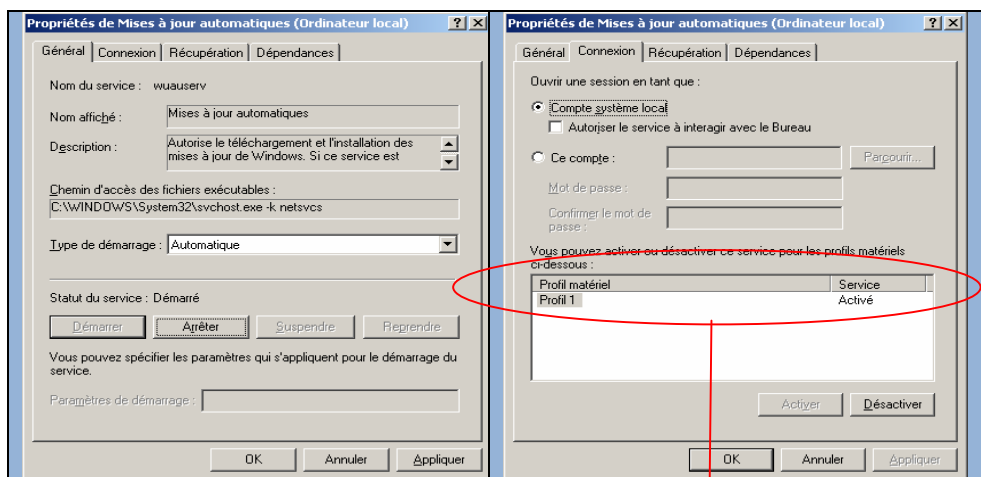 Propriétés de Mises à jour automatiques (Ordinateur local)
Général Connexion Récupération Dépendances
Nom du service : wuauserv
Nom affiché : Mises à jour automatiques
Description : Autorise le téléchargement et l'installation des
mises à jour de Windows. Si ce service est
Chemin d'accès des fichiers exécutables :
C:\WINDOWS\System32\svchost.exe -k netsvcs
Type de démarrage : Automatique
Statut du service : Démarré
Démarrer Arrêter Suspendre Reprendre
Vous pouvez spécifier les paramètres qui s'appliquent pour le démarrage du
service.
Paramètres de démarrage :
OK Annuler Appliquer
Propriétés de Mises à jour automatiques (Ordinateur local)
Général Connexion Récupération Dépendances
Ouvrir une session en tant que :
Compte système local
Autoriser le service à interagir avec le Bureau
Ce compte : Parcourir...
Mot de passe :
Confirmer le mot de
passe :
Vous pouvez activer ou désactiver ce service pour les profils matériels
ci-dessous :
Profil matériel Service
Profil 1 Activé
Activer Désactiver
OK Annuler Appliquer